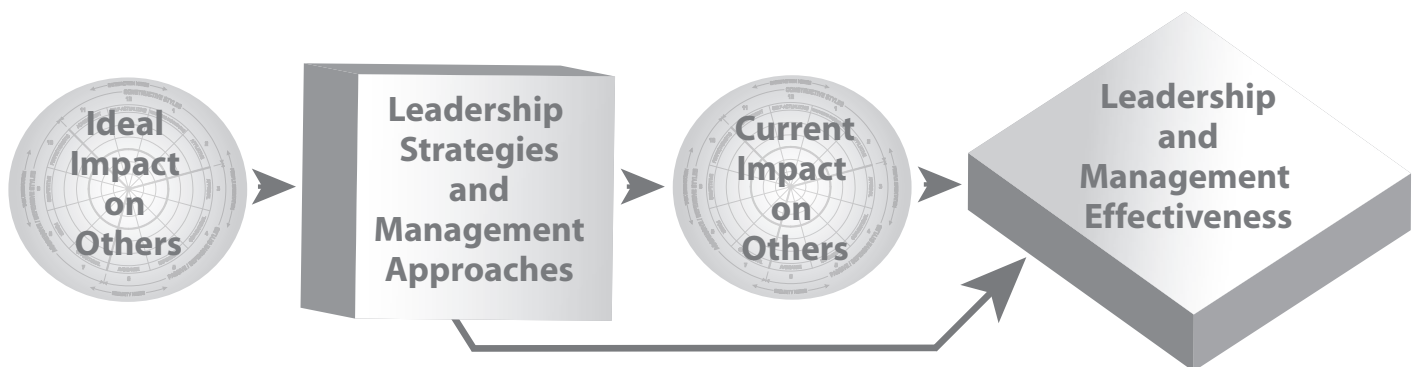 Ideal
Impact
on
Others
Leadership
Strategies
and
Management
Approaches
Current
Impact
on
Others
Leadership
and
Management
Effectiveness